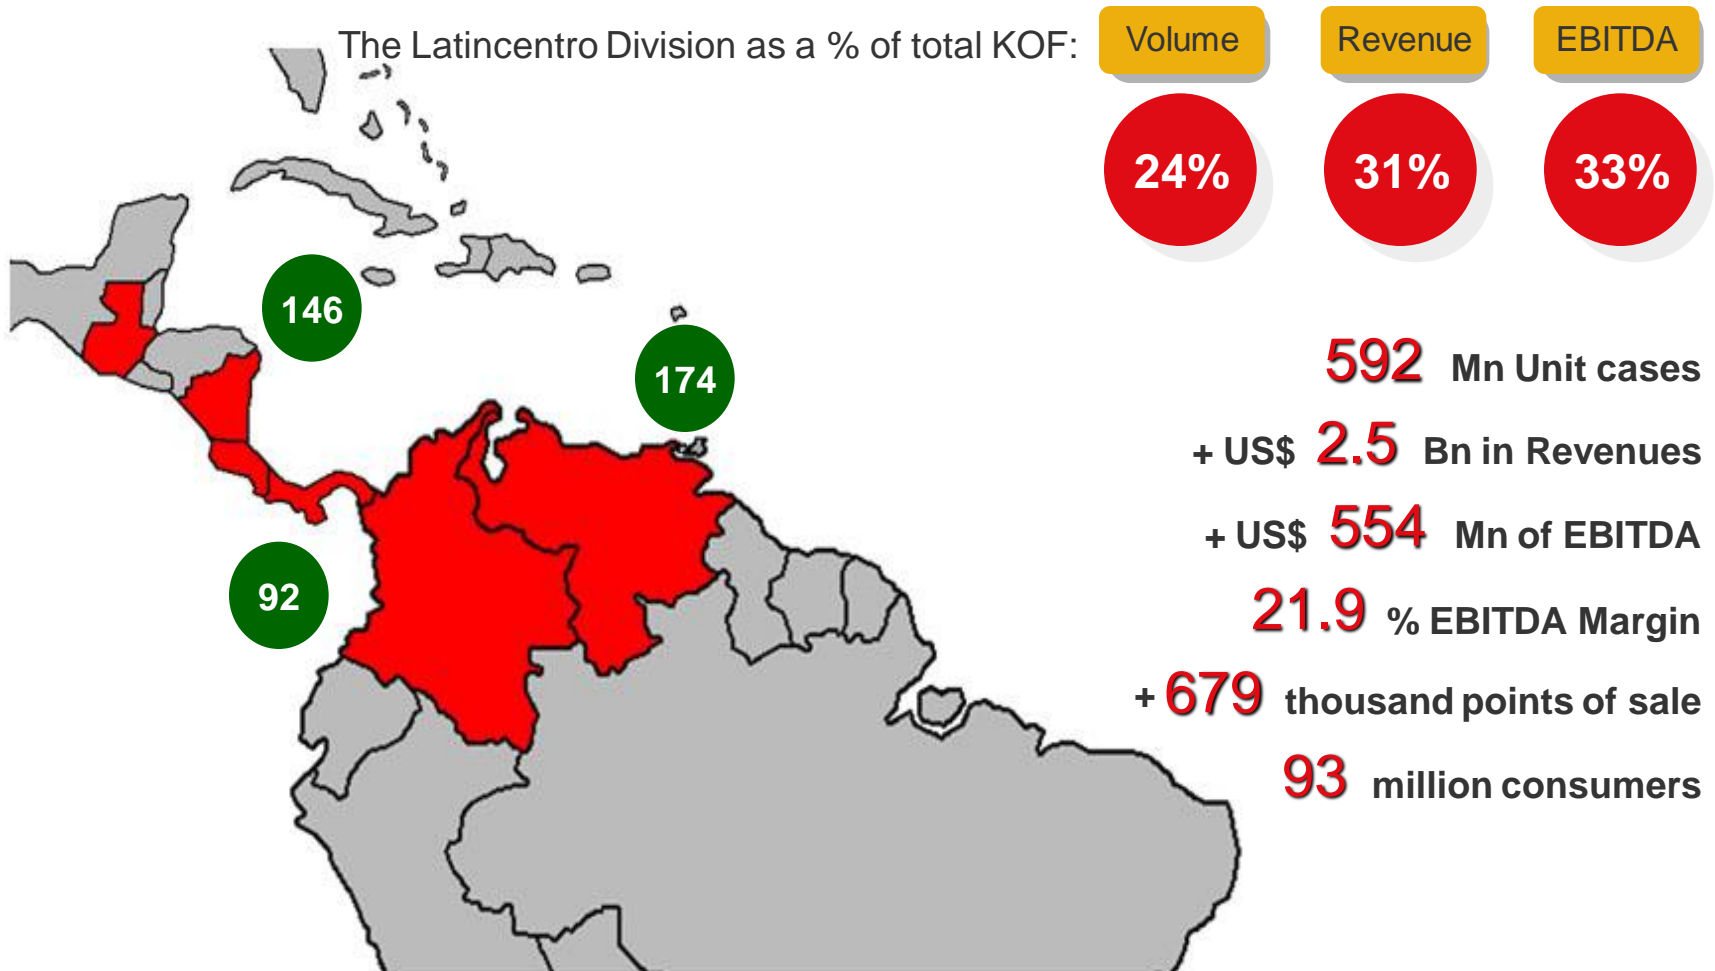 The Latincentro Division as a % of total KOF:
Volume
Revenue
EBITDA
24%
31%
33%
146
174
92
592 Mn Unit cases
+ US$ 2.5 Bn in Revenues
+ US$ 554 Mn of EBITDA
21.9 % EBITDA Margin
+ 679 thousand points of sale
93 million consumers